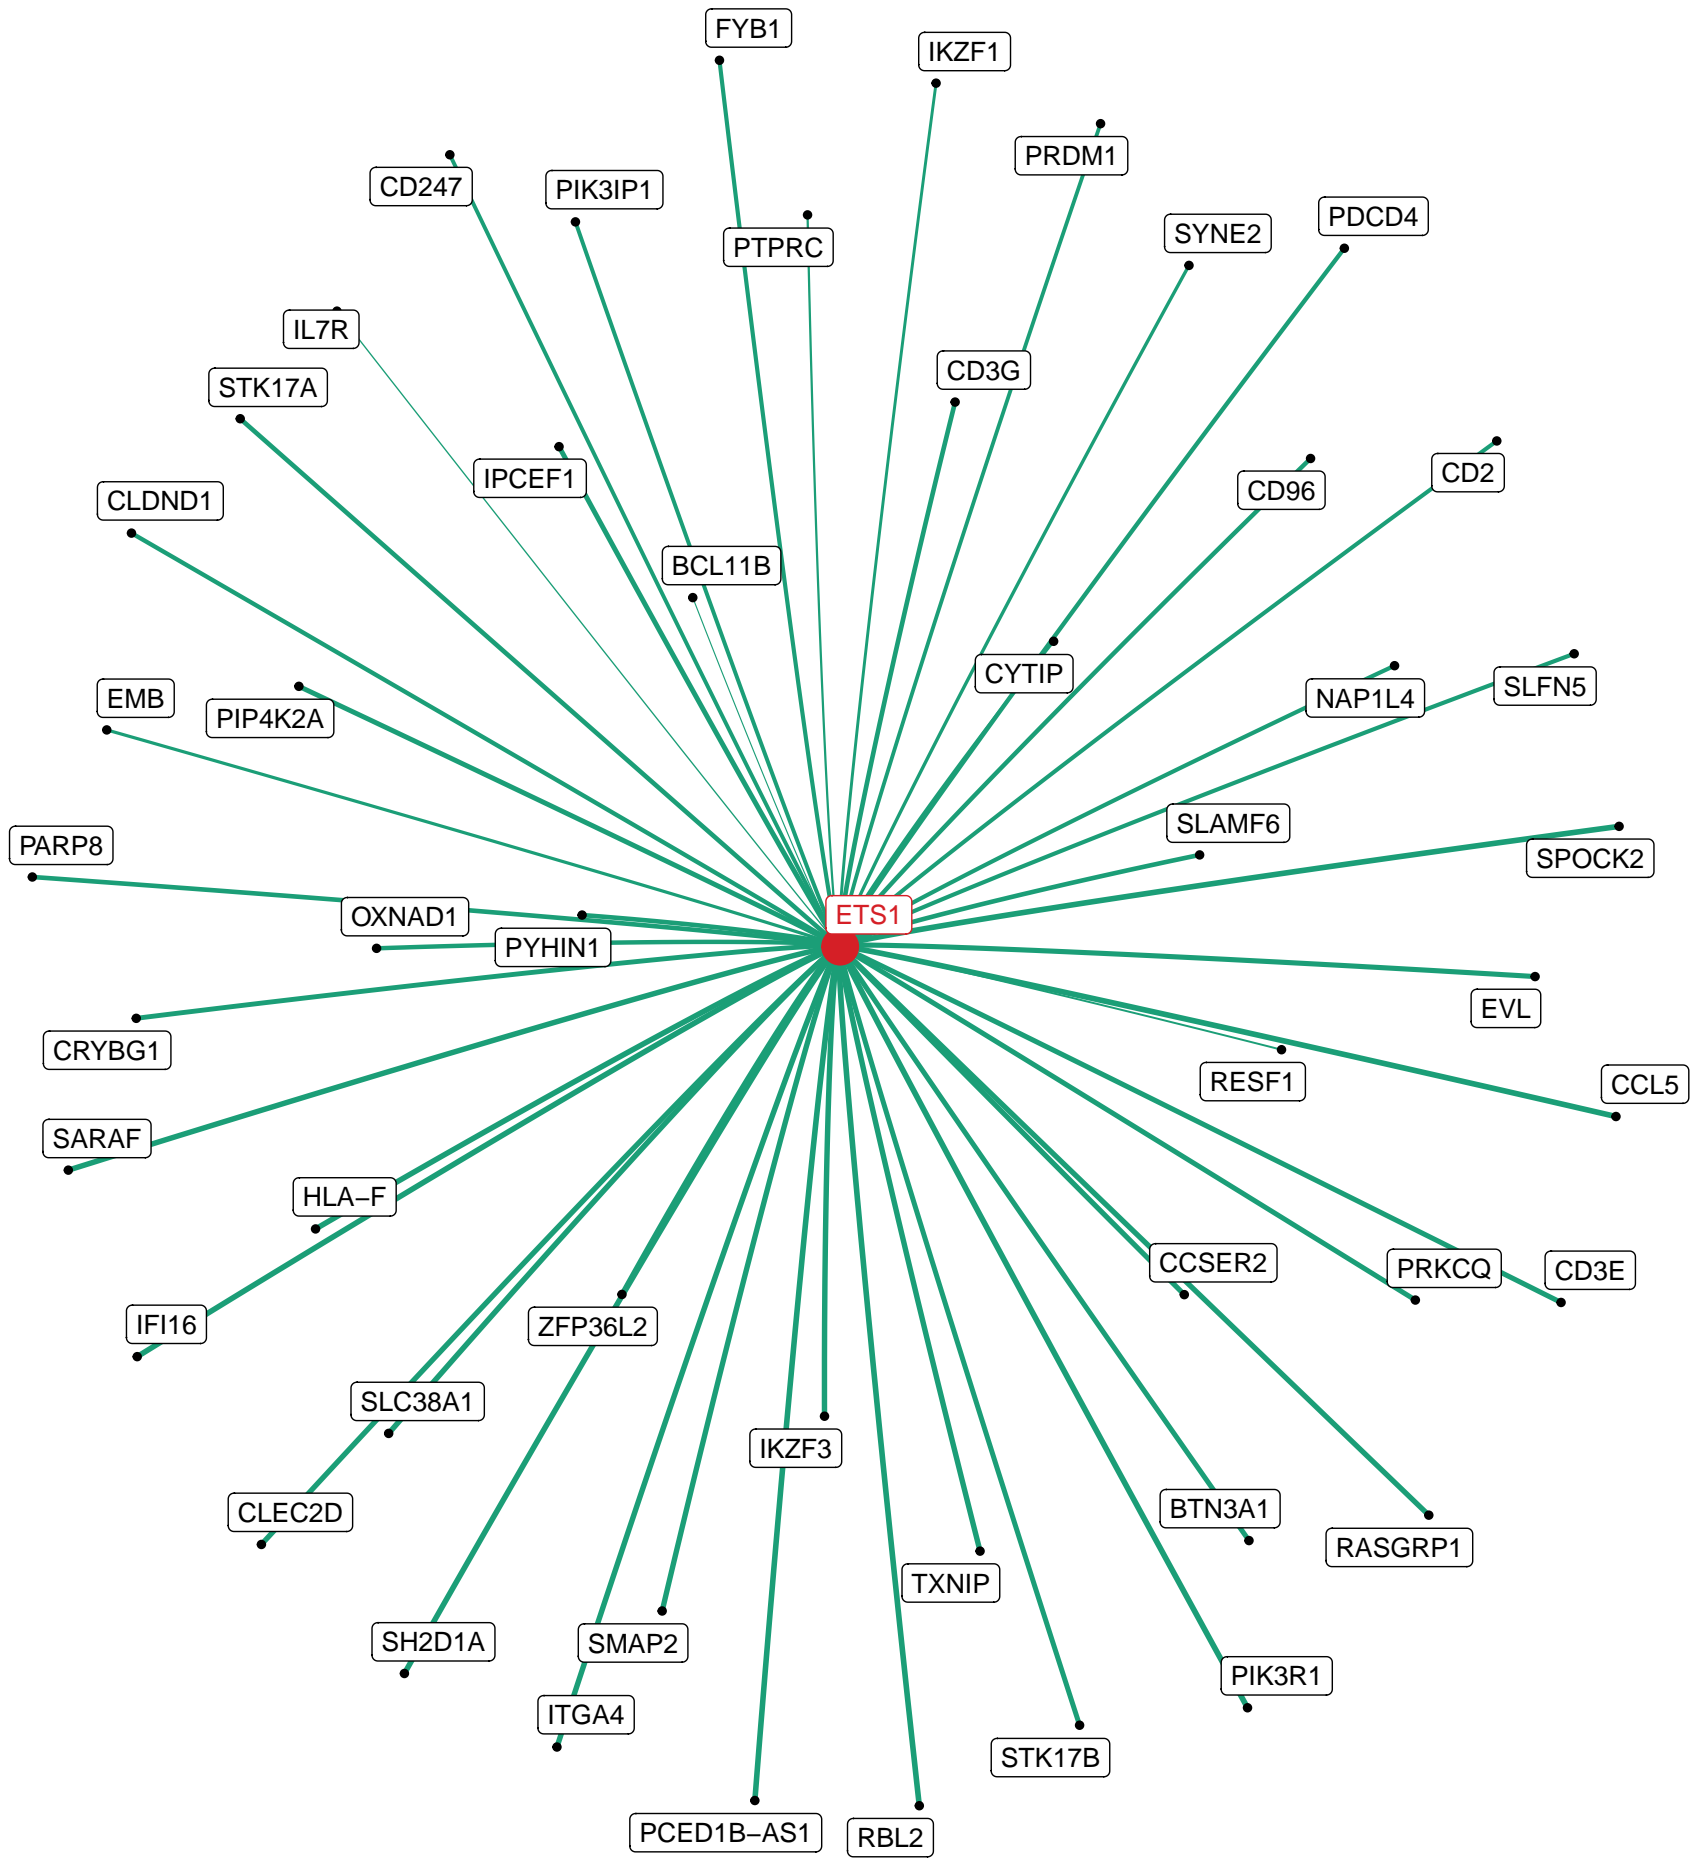 FYB1
IKZF1
PRDM1
CD247
PIK3IP1
PTPRC
SYNE2
PDCD4
IL7R
STK17A
CD3G
IPCEF1
CD96
CD2
CLDND1
BCL11B
CYTIP
EMB
PIP4K2A
NAP1L4
SLFN5
PARP8
SLAMF6
SPOCK2
OXNAD1
ETS1
PYHIN1
EVL
CRYBG1
RESF1
CCL5
SARAF
HLA−F
CCSER2
PRKCQ
CD3E
IFI16
ZFP36L2
SLC38A1
IKZF3
CLEC2D
BTN3A1
RASGRP1
TXNIP
SH2D1A
SMAP2
PIK3R1
ITGA4
STK17B
PCED1B−AS1
RBL2